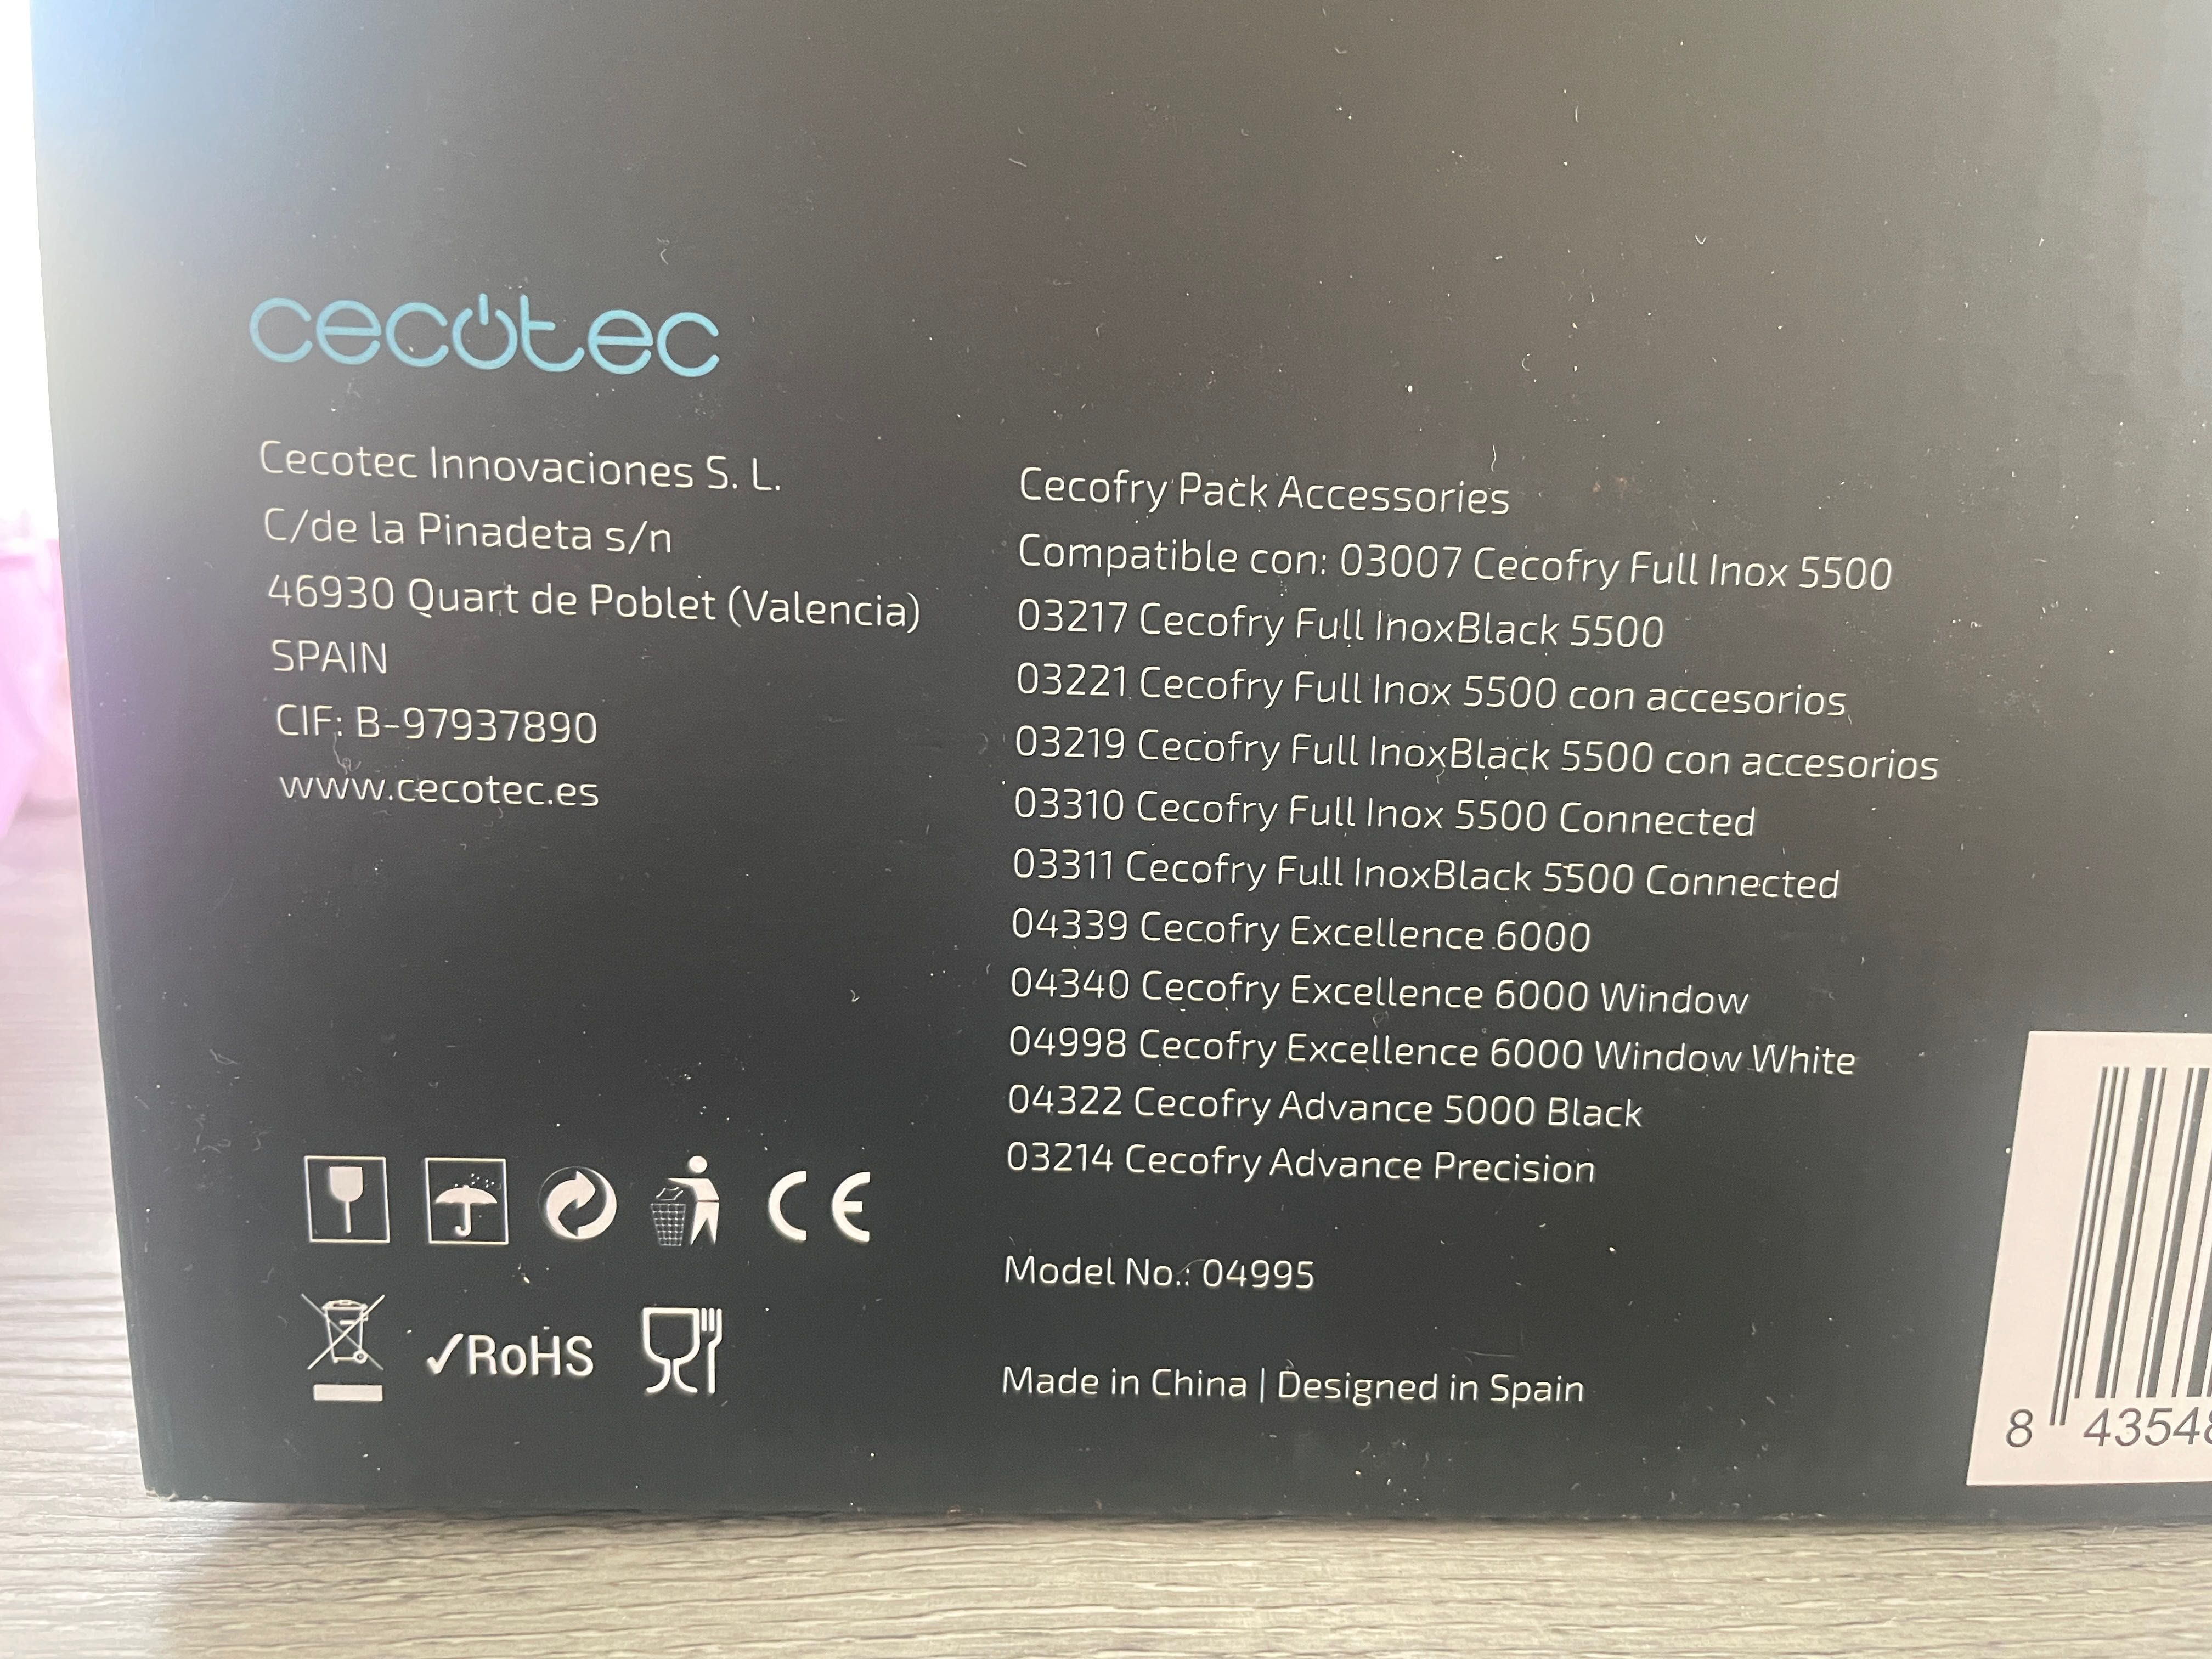 cecotec
Cecotec Innovaciones S. L.
C/de la Pinadeta s/n
46930 Quart de Poblet (Valencia)
SPAIN
CIF: B-97937890
www.cecotec.es
Cecofry Pack Accessories
Compatible con: 03007 Cecofry Full Inox 5500
03217 Cecofry Full InoxBlack 5500
03221 Cecofry Full Inox 5500 con accesorios
03219 Cecofry Full InoxBlack 5500 con accesorios
03310 Cecofry Full Inox 5500 Connected
03311 Cecofry Full InoxBlack 5500 Connected
04339 Cecofry Excellence 6000
04340 Cecofry Excellence 6000 Window
04998 Cecofry Excellence 6000 Window White
04322 Cecofry Advance 5000 Black
03214 Cecofry Advance Precision
Model No.: 04995
Made in China | Designed in Spain
CE
✓RoHS
8 43548